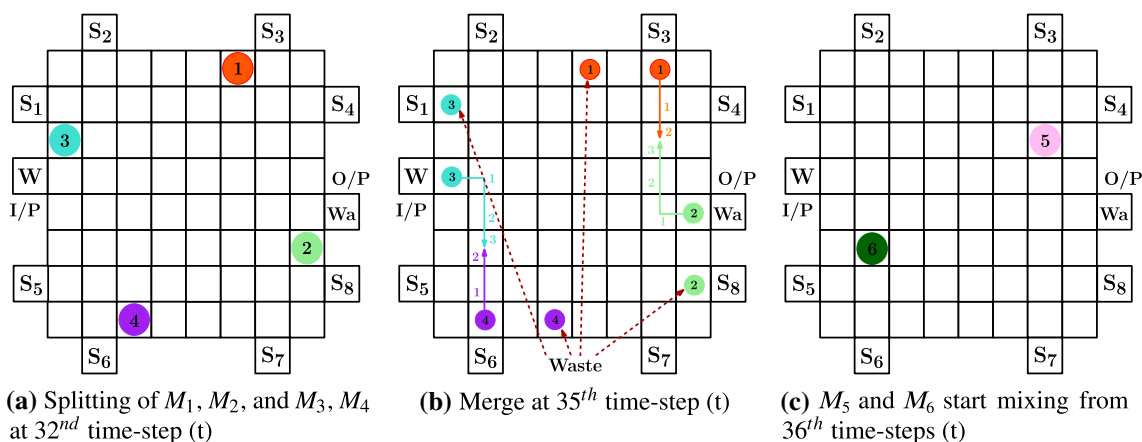 S2 S3
1
S1 S4
3
W O/P
I/P Wa
2
S5 S8
4
S6 S7
(a) Splitting of M1, M2, and M3, M4
at 32nd time-step (t)
S2 S3
1 1
S1 3 1 S4
2
3
W 3 1 2 O/P
I/P 2 1 2 Wa
3
2
S5 1 2 S8
4 4
S6 Waste S7
(b) Merge at 35th time-step (t)
S2 S3
S1 S4
5
W O/P
I/P Wa
6
S5 S8
S6 S7
(c) M5 and M6 start mixing from
36th time-steps (t)